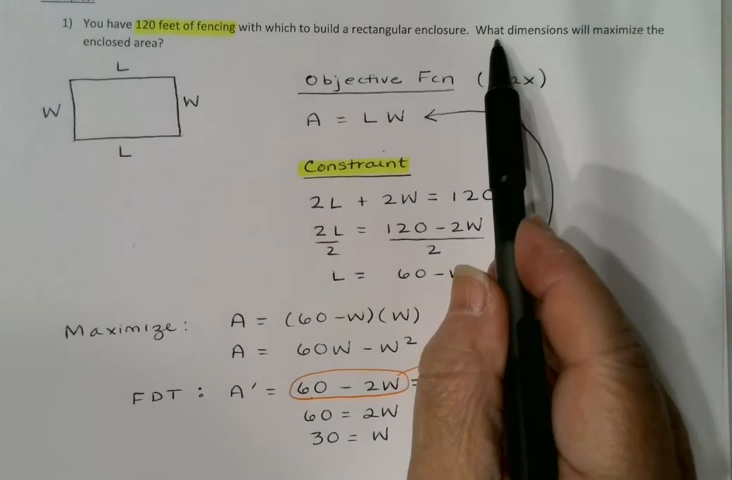 1) You have 120 feet of fencing with which to build a rectangular enclosure. What dimensions will maximize the
enclosed area?
L
W
W
L
Objective Fcn (
A = L W
Constraint
2L + 2W = 120
2L = 120 - 2W
2 2
L = 60 -
Maximize: A = (60 - W)(W)
A = 60W - W²
FDT: A' = 60 - 2W =
60 = 2W
30 = W